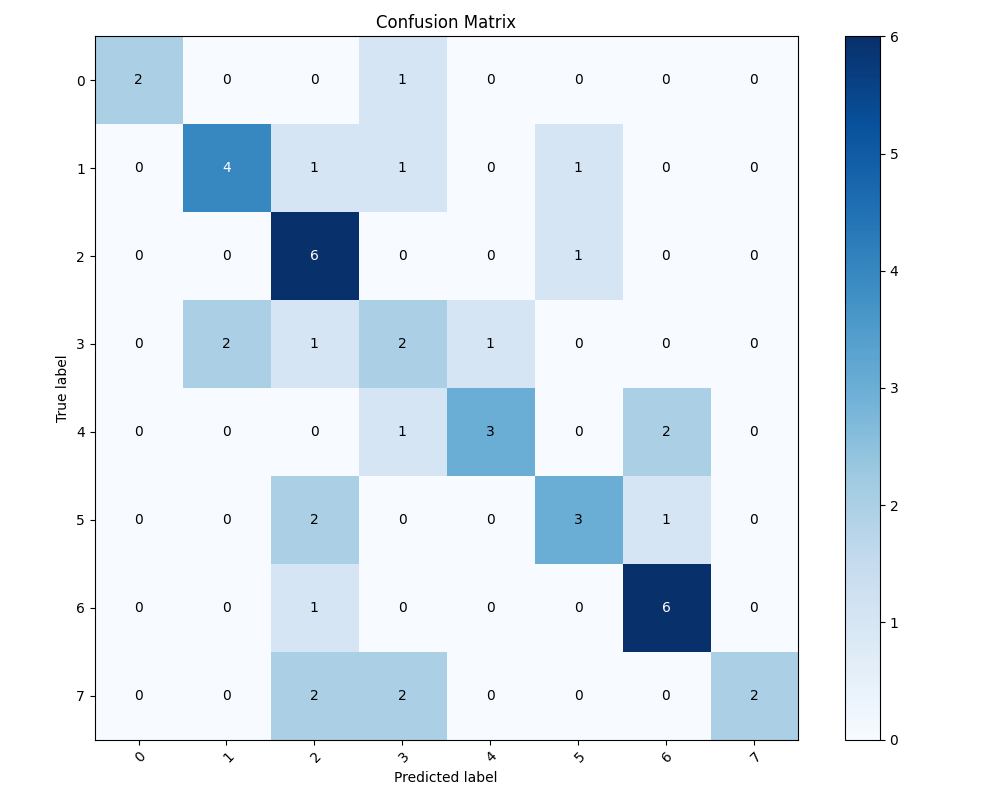 Confusion Matrix
0 2 0 0 1 0 0 0 0
1 0 4 1 1 0 1 0 0
2 0 0 6 0 0 1 0 0
3 0 2 1 2 1 0 0 0
4 0 0 0 1 3 0 2 0
5 0 0 2 0 0 3 1 0
6 0 0 1 0 0 0 6 0
7 0 0 2 2 0 0 0 2
0 1 2 3 4 5 6 7
True label
Predicted label
6
5
4
3
2
1
0